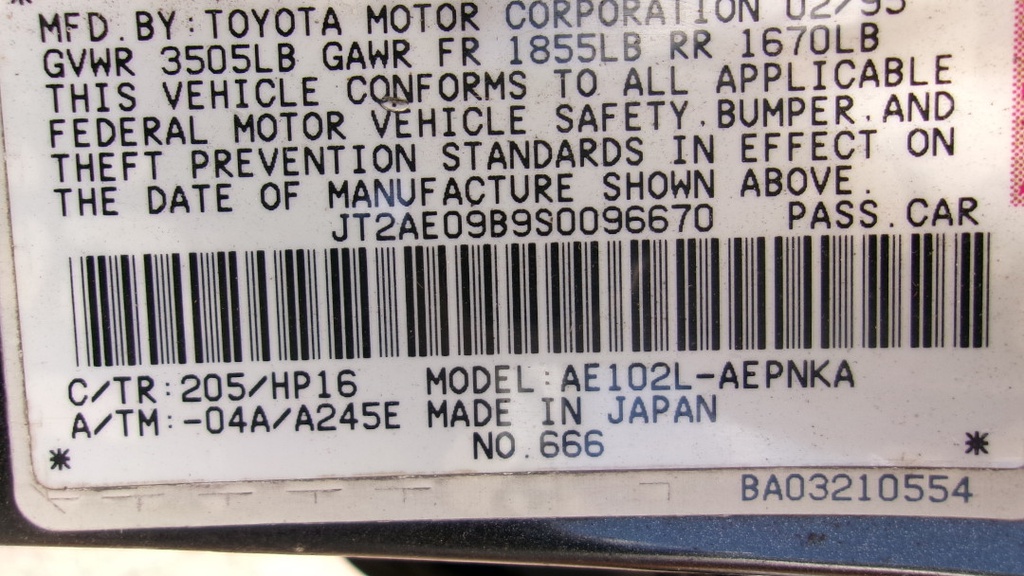 MFD. BY: TOYOTA MOTOR CORPORATION 02/95
GVWR 3505LB GAWR FR 1855LB RR 1670LB
THIS VEHICLE CONFORMS TO ALL APPLICABLE
FEDERAL MOTOR VEHICLE SAFETY. BUMPER. AND
THEFT PREVENTION STANDARDS IN EFFECT ON
THE DATE OF MANUFACTURE SHOWN ABOVE.
JT2AE09B9S0096670 PASS. CAR
C/TR: 205/HP16 MODEL: AE102L-AEPNKA
A/TM: -04A/A245E MADE IN JAPAN
* NO. 666 *
BA03210554